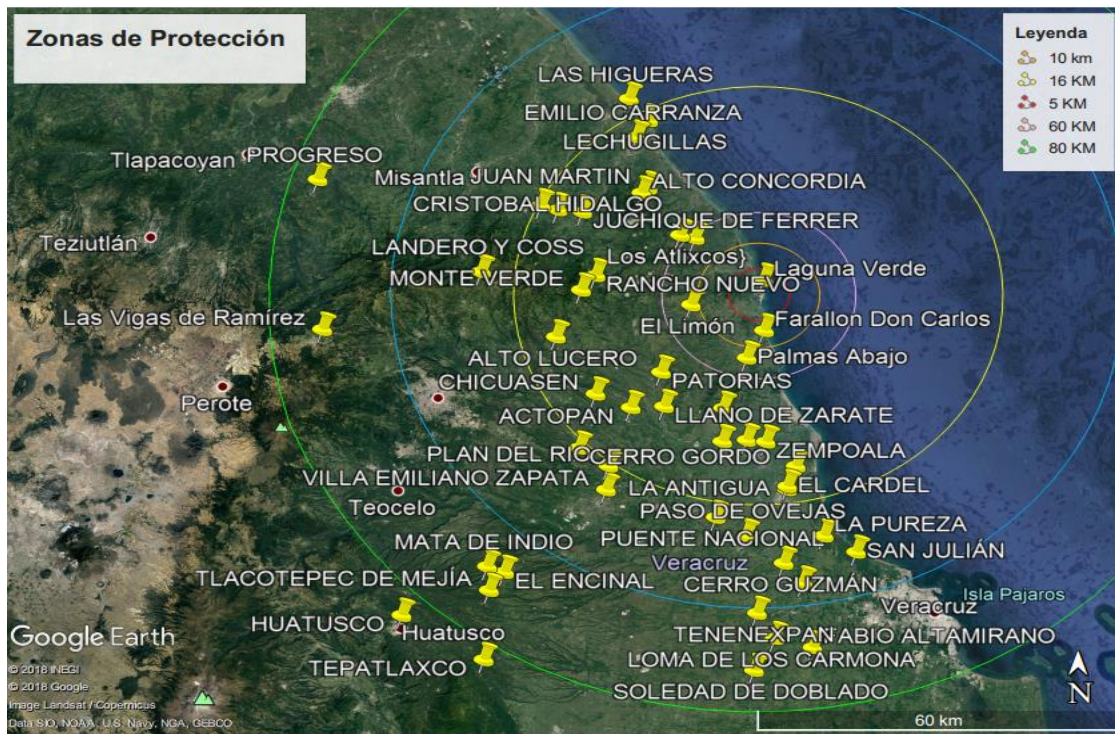 Zonas de Protección
Leyenda
10 km
16 KM
5 KM
60 KM
80 KM
LAS HIGUERAS
EMILIO CARRANZA
LECHUGILLAS
Tlapacoyan
PROGRESO
Misantla
JUAN MARTIN
ALTO CONCORDIA
CRISTOBAL HIDALGO
JUCHIQUE DE FERRER
Teziutlán
LANDERO Y COSS
Los Atlixcos}
Laguna Verde
MONTE VERDE
RANCHO NUEVO
Las Vigas de Ramírez
El Limón
Farallon Don Carlos
ALTO LUCERO
Palmas Abajo
CHICUASEN
PATORIAS
Perote
ACTOPAN
LLANO DE ZARATE
PLAN DEL RIO
CERRO GORDO
ZEMPOALA
VILLA EMILIANO ZAPATA
LA ANTIGUA
EL CARDEL
Teocelo
PASO DE OVEJAS
LA PUREZA
MATA DE INDIO
PUENTE NACIONAL
SAN JULIÁN
Veracruz
TLACOTEPEC DE MEJÍA
EL ENCINAL
CERRO GUZMÁN
Isla Pajaros
Veracruz
HUATUSCO
Huatusco
TENENEXPAN
FABIO ALTAMIRANO
TEPATLAXCO
LOMA DE LOS CARMONA
SOLEDAD DE DOBLADO
Google Earth
© 2018 INEGI
© 2018 Google
Image Landsat / Copernicus
Data SIO, NOAA, U.S. Navy, NGA, GEBCO
N
60 km